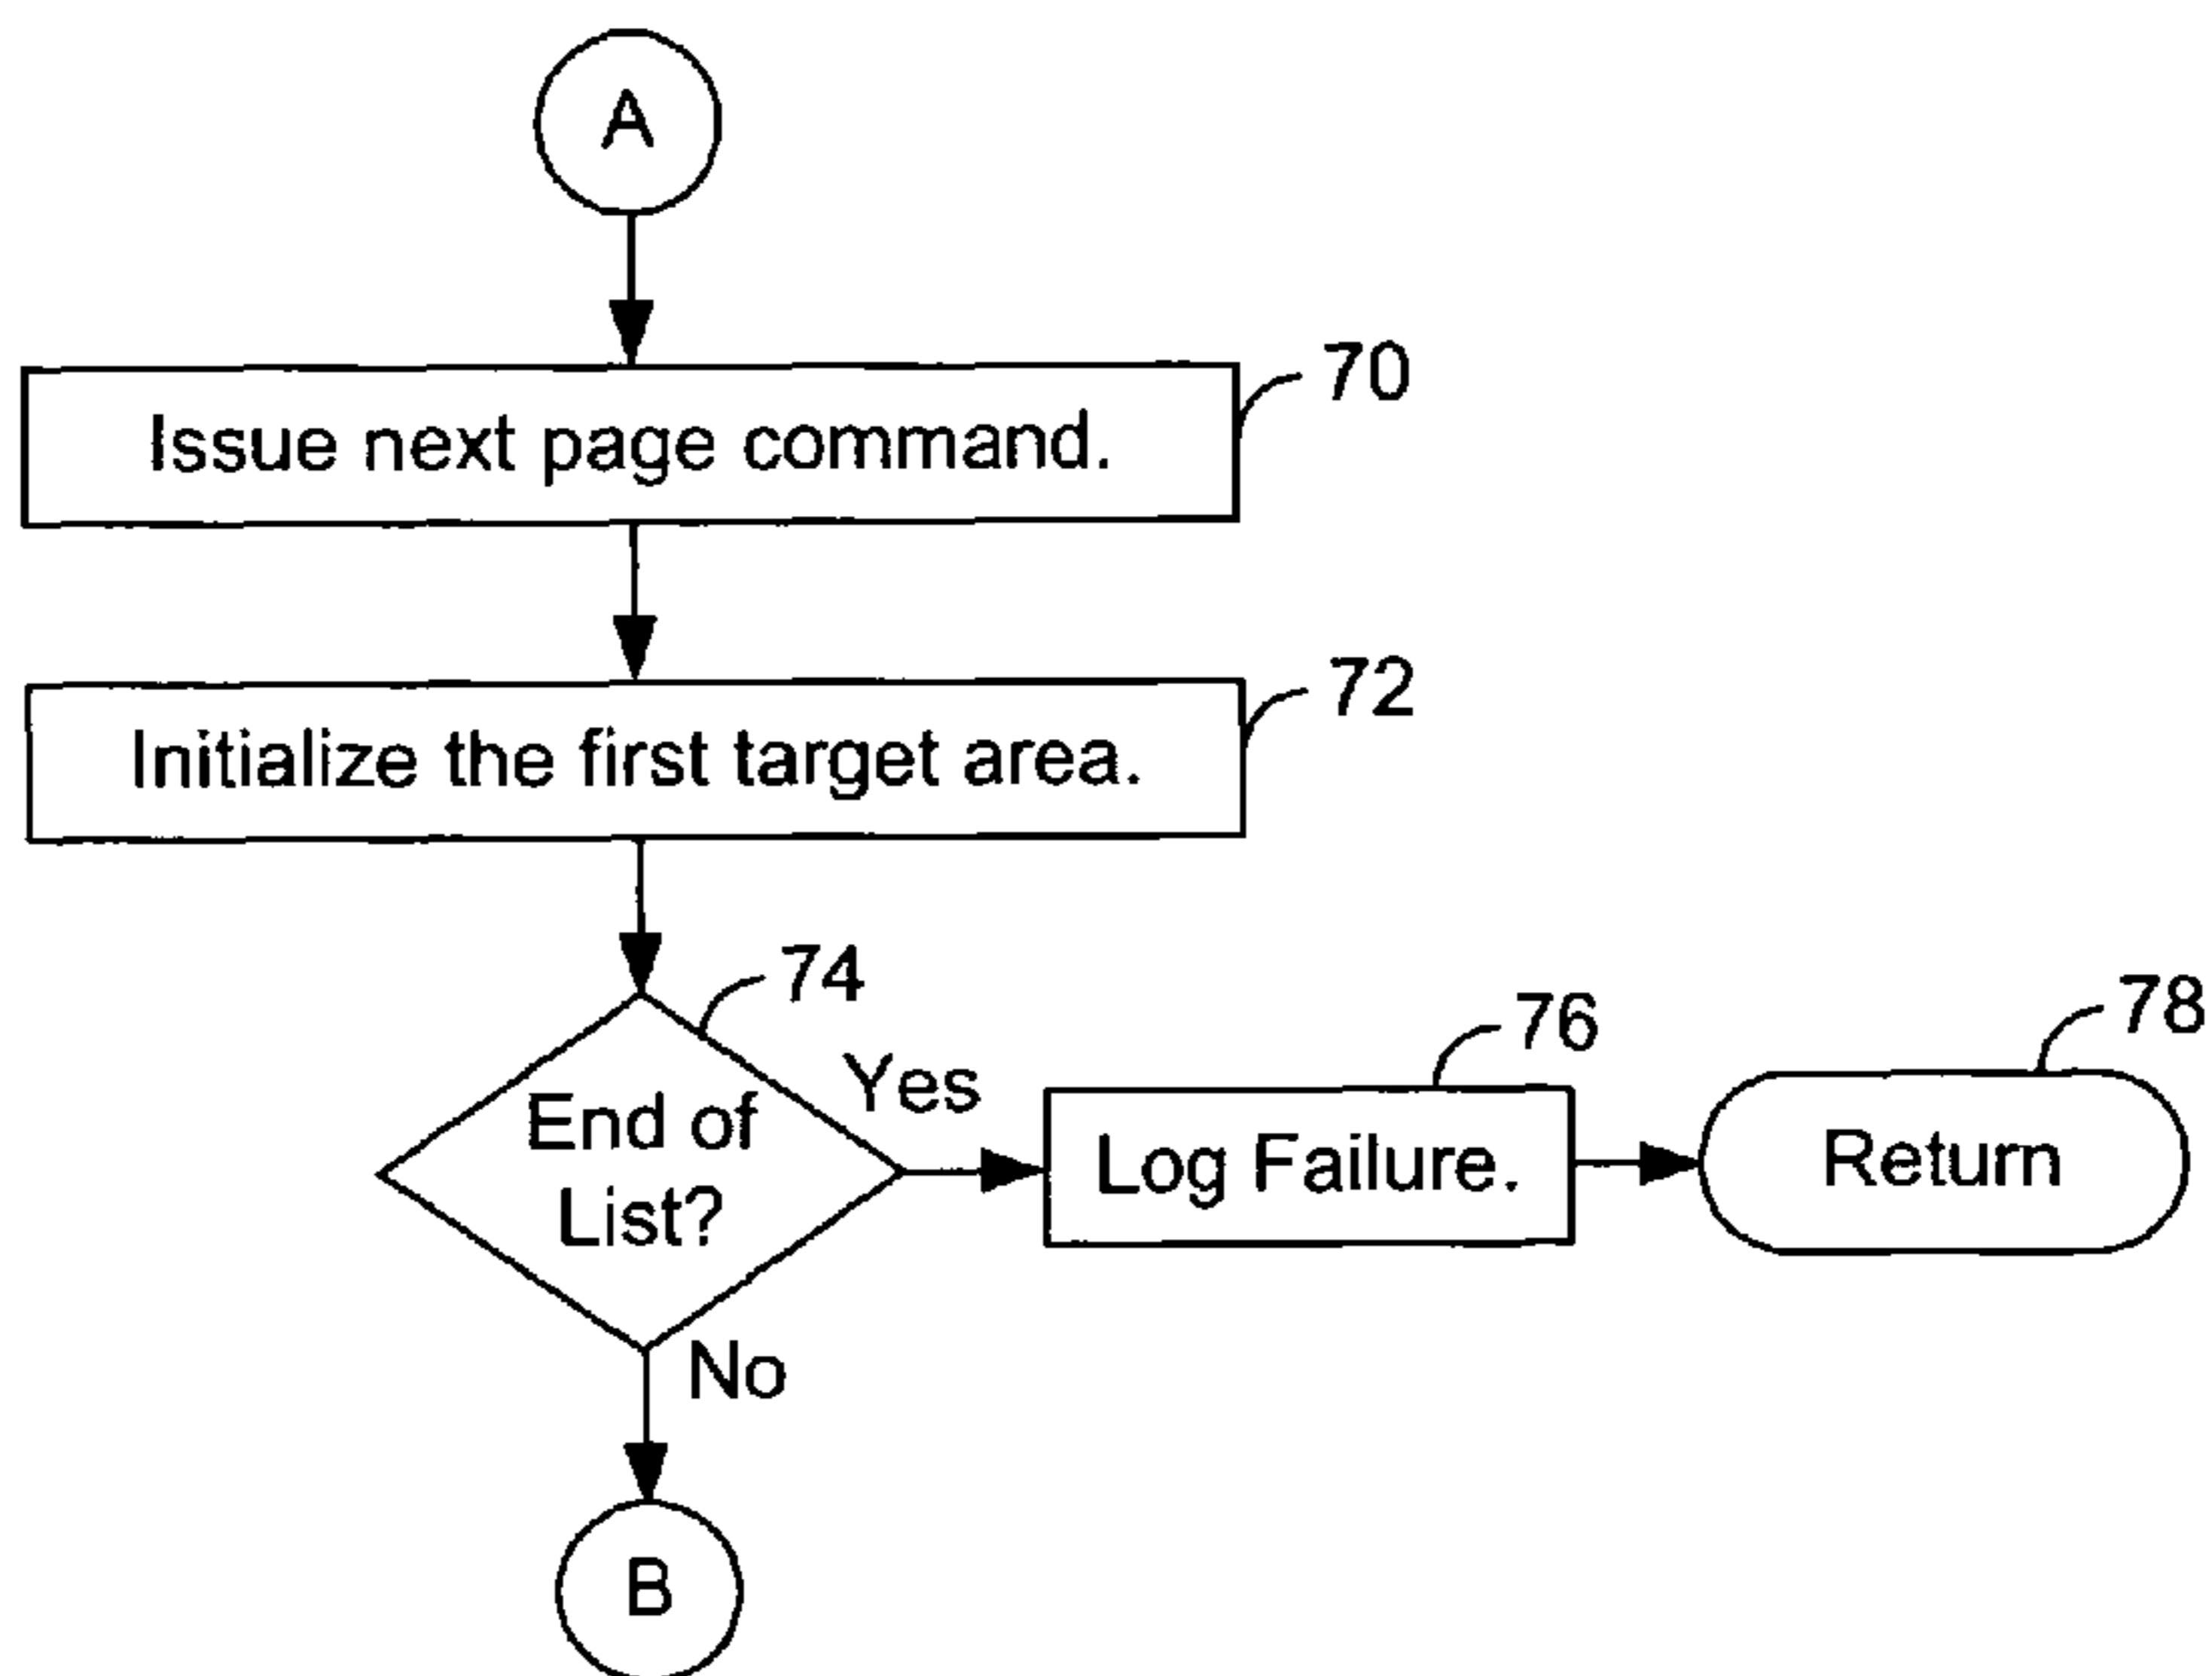 A
70
Issue next page command.
72
Initialize the first target area.
74
End of
List?
Yes
76
Log Failure.
78
Return
No
B